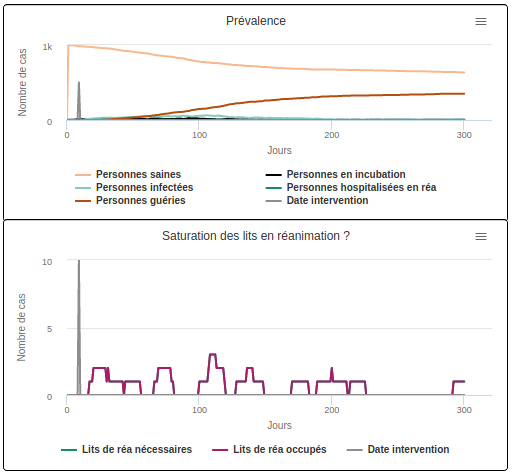 Prévalence
Nombre de cas
1k
0
0
100
200
300
Jours
Personnes saines
Personnes en incubation
Personnes infectées
Personnes hospitalisées en réa
Personnes guéries
Date intervention
Saturation des lits en réanimation ?
Nombre de cas
10
5
0
0
100
200
300
Jours
Lits de réa nécessaires
Lits de réa occupés
Date intervention